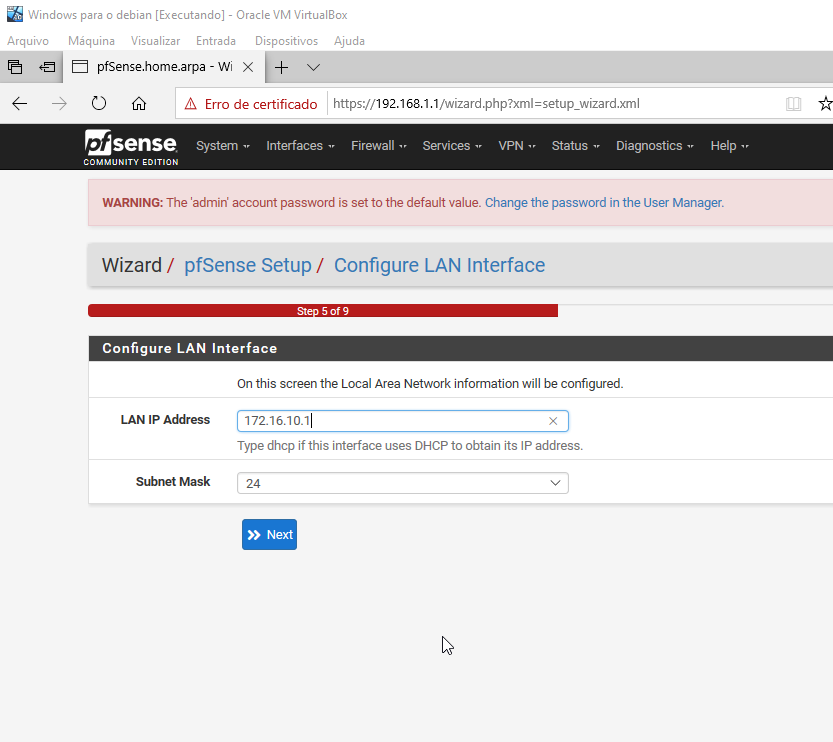 Windows para o debian [Executando] - Oracle VM VirtualBox
Arquivo Máquina Visualizar Entrada Dispositivos Ajuda
pfSense.home.arpa - Wi
Erro de certificado https://192.168.1.1/wizard.php?xml=setup_wizard.xml
pfsense
COMMUNITY EDITION
System Interfaces Firewall Services VPN Status Diagnostics Help
WARNING: The 'admin' account password is set to the default value. Change the password in the User Manager.
Wizard / pfSense Setup / Configure LAN Interface
Step 5 of 9
Configure LAN Interface
On this screen the Local Area Network information will be configured.
LAN IP Address 172.16.10.1
Type dhcp if this interface uses DHCP to obtain its IP address.
Subnet Mask 24
Next